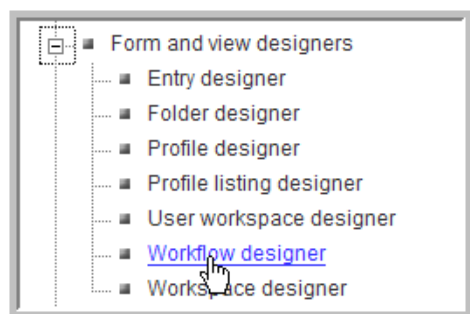 Form and view designers
Entry designer
Folder designer
Profile designer
Profile listing designer
User workspace designer
Workflow designer
Workspace designer